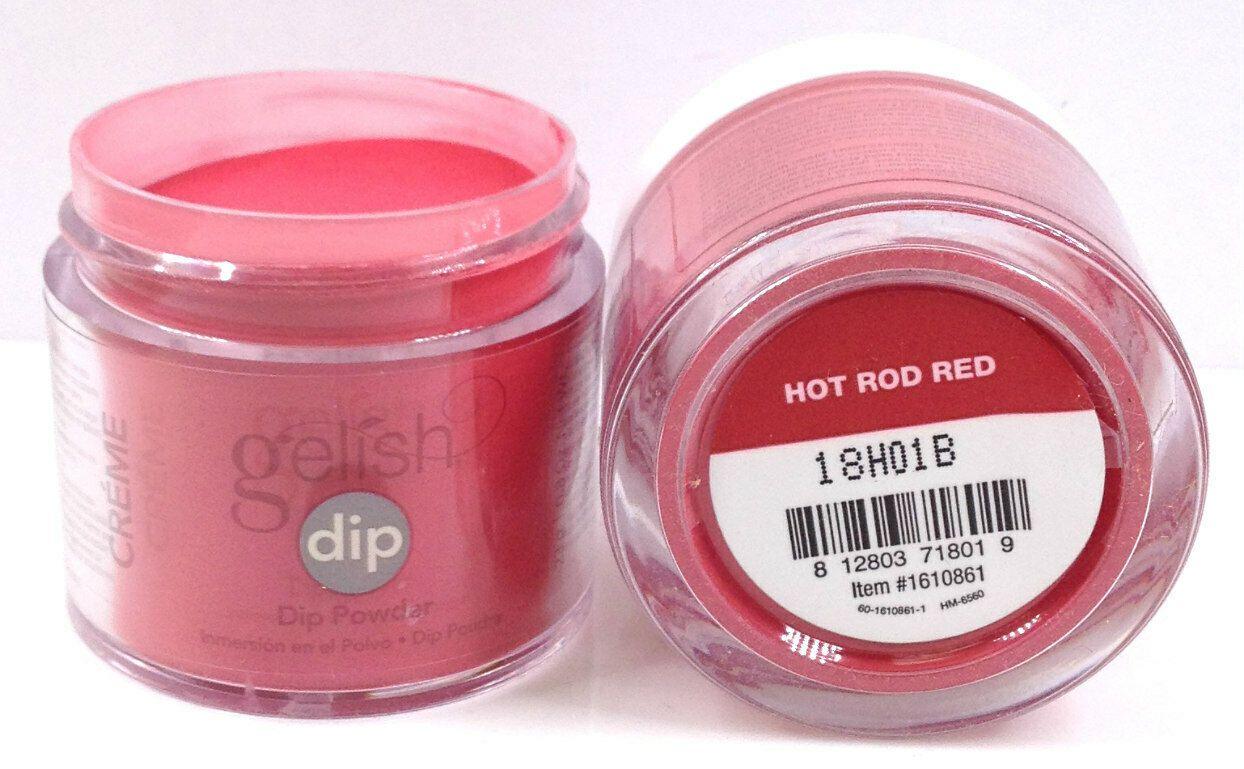 CRÉME
gelish
dip
Dip Powder
Inmersión en el Polvo • Dip Poudre
HOT ROD RED
18H01B
8 12803 71801 9
Item #1610861
60-1610861-1 HM-6560